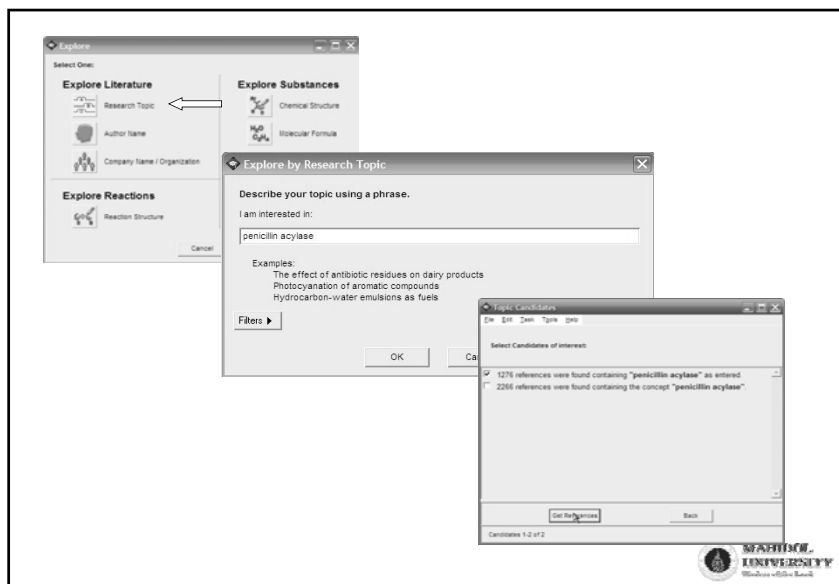 Explore
Select One:
Explore Literature
Research Topic
Author Name
Company Name / Organization
Explore Substances
Chemical Structure
Molecular Formula
Explore Reactions
Reaction Structure
Cancel
Explore by Research Topic
Describe your topic using a phrase.
I am interested in:
penicillin acylase
Examples:
The effect of antibiotic residues on dairy products
Photocyanation of aromatic compounds
Hydrocarbon-water emulsions as fuels
Filters
OK
Ca
Topic Candidates
File Edit Task Tools Help
Select Candidates of interest:
1276 references were found containing "penicillin acylase" as entered.
2266 references were found containing the concept "penicillin acylase".
Get References
Back
Candidates 1-2 of 2
MAHIDOL
UNIVERSITY
Wisdom of the Land